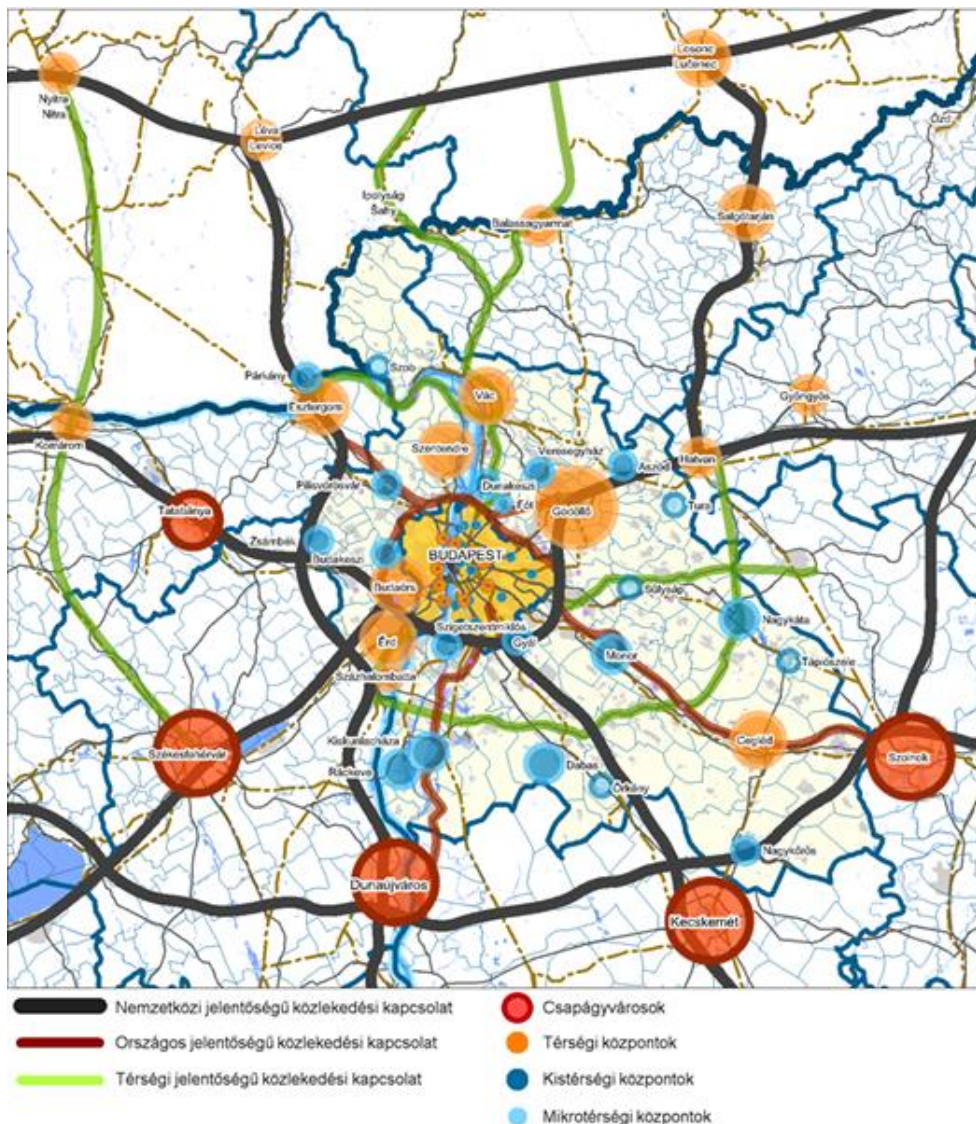 Losonc
Lučenec
Nyitra
Nitra
Ózd
Léva
Levice
Ipolyság
Šahy
Balassagyarmat
Salgótarján
Párkány
Szob
Esztergom
Vác
Gyöngyös
Komárom
Szentendre
Veresegyház
Aszód
Hatvan
Pilisvörösvár
Dunakeszi
Fót
Gödöllő
Tura
Tatabánya
Zsámbék
Budakeszi
BUDAPEST
Budaörs
Sülysáp
Nagykáta
Szigetszentmiklós
Érd
Gyál
Monor
Tápiószele
Százhalombatta
Székesfehérvár
Kiskunlacháza
Cegléd
Szolnok
Ráckeve
Dabas
Örkény
Nagykőrös
Dunaújváros
Kecskemét
Nemzetközi jelentőségű közlekedési kapcsolat
Országos jelentőségű közlekedési kapcsolat
Térségi jelentőségű közlekedési kapcsolat
Csapágyvárosok
Térségi központok
Kistérségi központok
Mikrotérségi központok